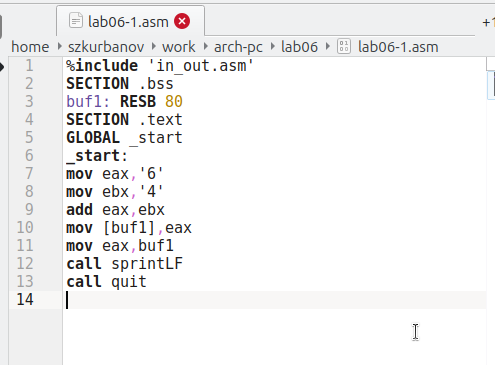 lab06-1.asm
+1
home szkurbanov work arch-pc lab06 lab06-1.asm
1 %include 'in_out.asm'
2 SECTION .bss
3 buf1: RESB 80
4 SECTION .text
5 GLOBAL _start
6 _start:
7 mov eax,'6'
8 mov ebx,'4'
9 add eax,ebx
10 mov [buf1],eax
11 mov eax,buf1
12 call sprintLF
13 call quit
14